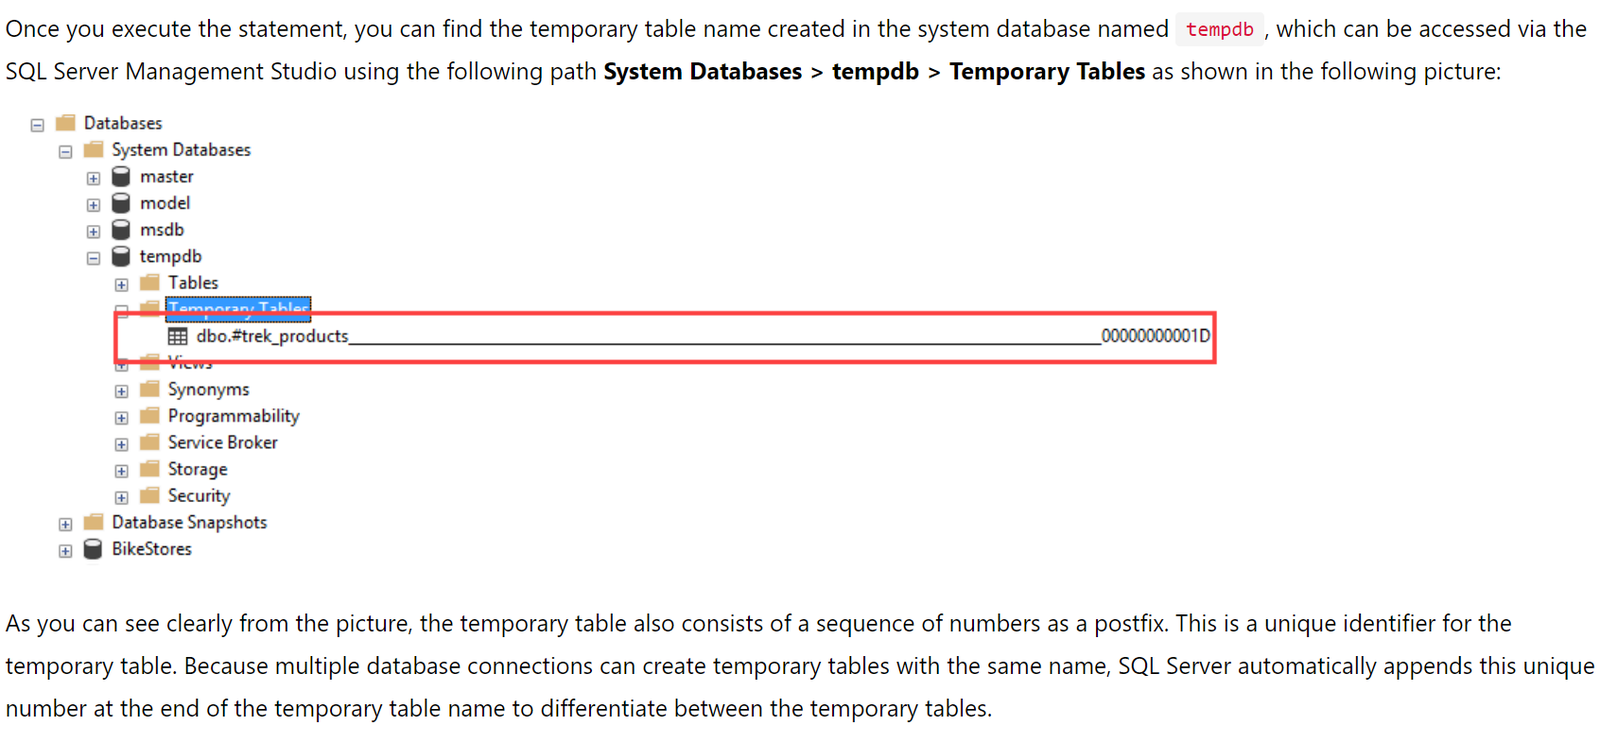 Once you execute the statement, you can find the temporary table name created in the system database named tempdb , which can be accessed via the
SQL Server Management Studio using the following path System Databases > tempdb > Temporary Tables as shown in the following picture:
Databases
System Databases
master
model
msdb
tempdb
Tables
Temporary Tables
dbo.#trek_products____________________________________________________________________________________________________00000000001D
Views
Synonyms
Programmability
Service Broker
Storage
Security
Database Snapshots
BikeStores
As you can see clearly from the picture, the temporary table also consists of a sequence of numbers as a postfix. This is a unique identifier for the
temporary table. Because multiple database connections can create temporary tables with the same name, SQL Server automatically appends this unique
number at the end of the temporary table name to differentiate between the temporary tables.